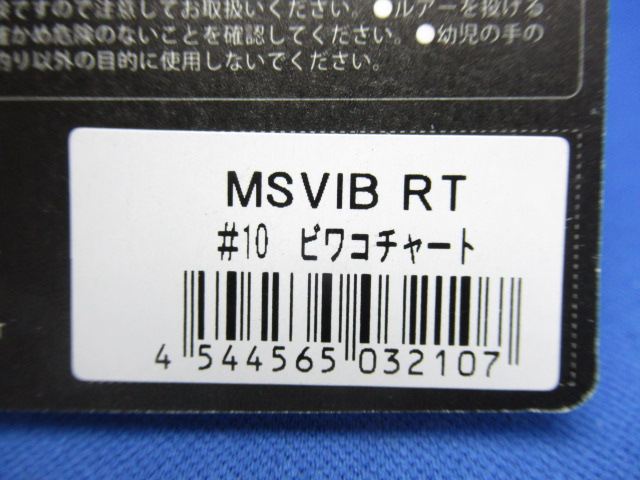 ですので注意してお取扱いください。●ルアーを投げる
確かめ危険のないことを確認してください。●幼児の手の
釣り以外の目的に使用しないでください。
MSVIB RT
#10 ビワコチャート
4 544565 032107